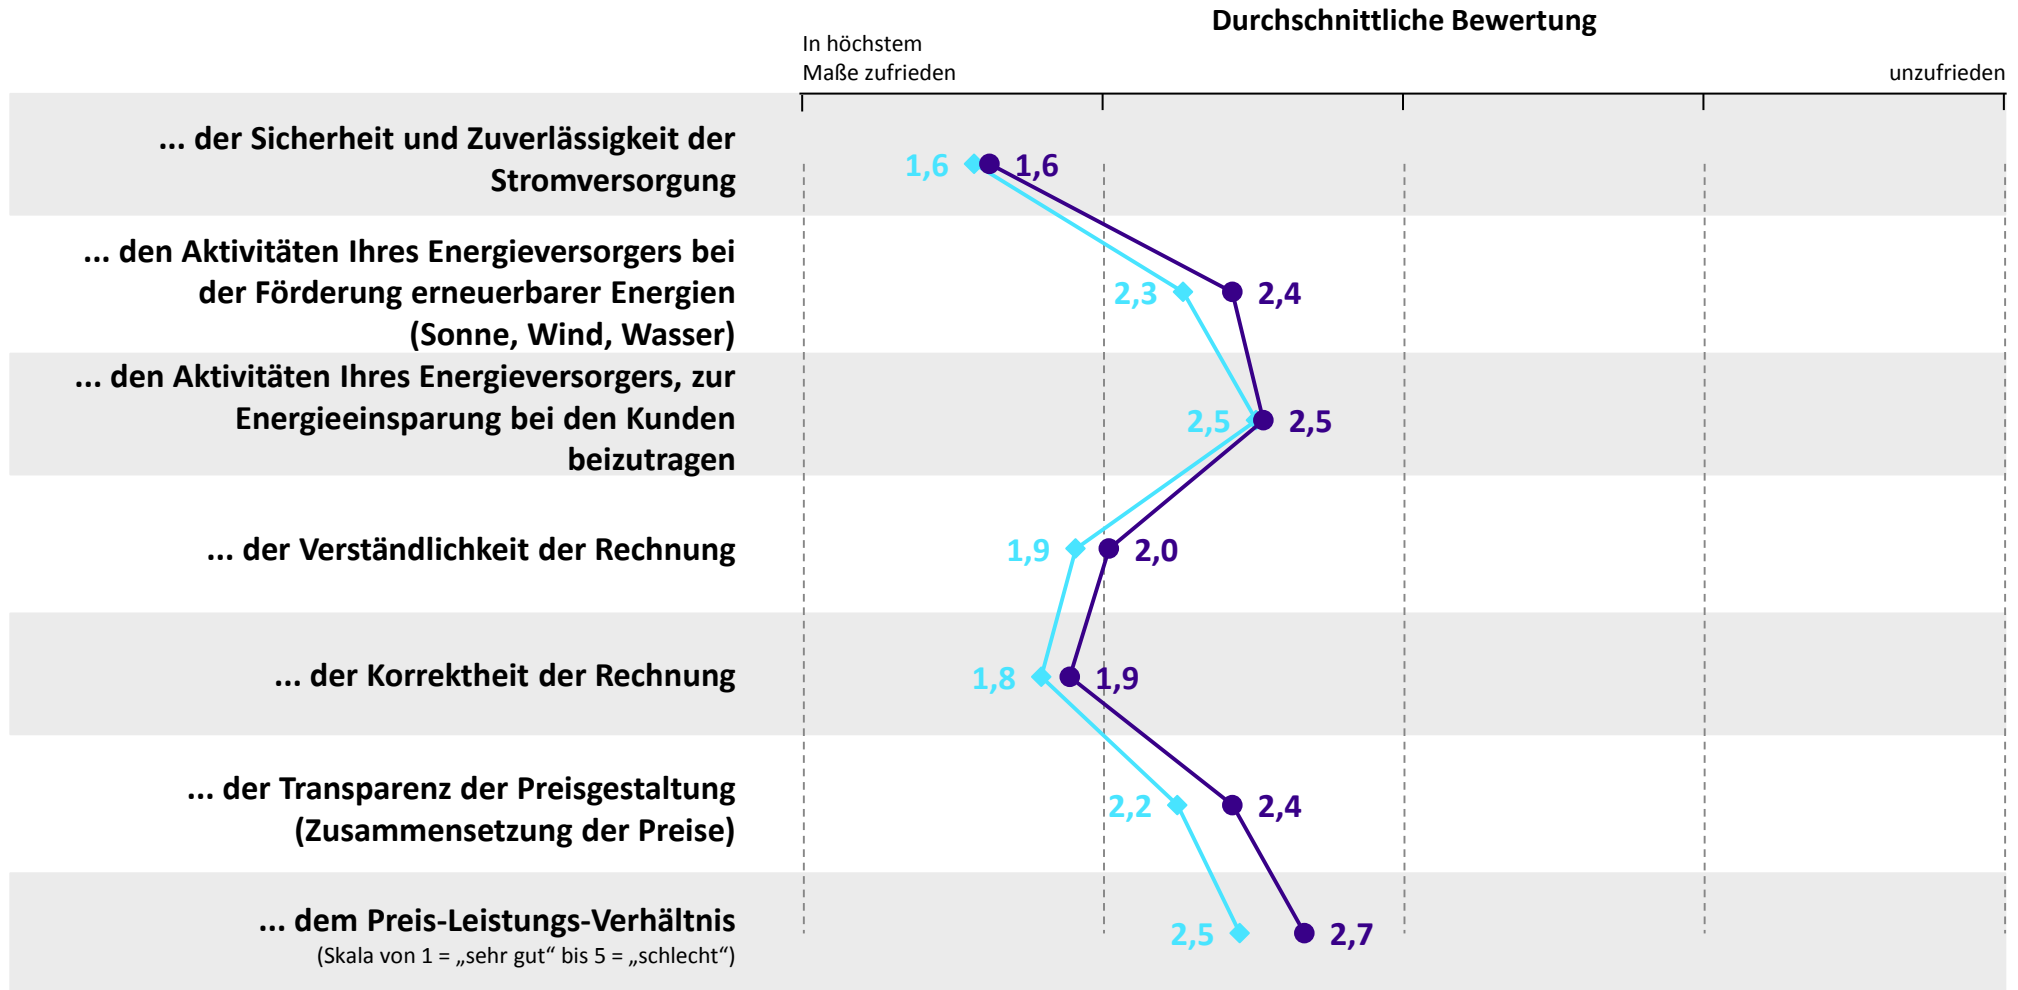 Durchschnittliche Bewertung
In höchstem
Maße zufrieden
unzufrieden
... der Sicherheit und Zuverlässigkeit der
Stromversorgung
1,6
1,6
... den Aktivitäten Ihres Energieversorgers bei
der Förderung erneuerbarer Energien
(Sonne, Wind, Wasser)
2,3
2,4
... den Aktivitäten Ihres Energieversorgers, zur
Energieeinsparung bei den Kunden
beizutragen
2,5
2,5
... der Verständlichkeit der Rechnung
1,9
2,0
... der Korrektheit der Rechnung
1,8
1,9
... der Transparenz der Preisgestaltung
(Zusammensetzung der Preise)
2,2
2,4
... dem Preis-Leistungs-Verhältnis
(Skala von 1 = „sehr gut“ bis 5 = „schlecht“)
2,5
2,7